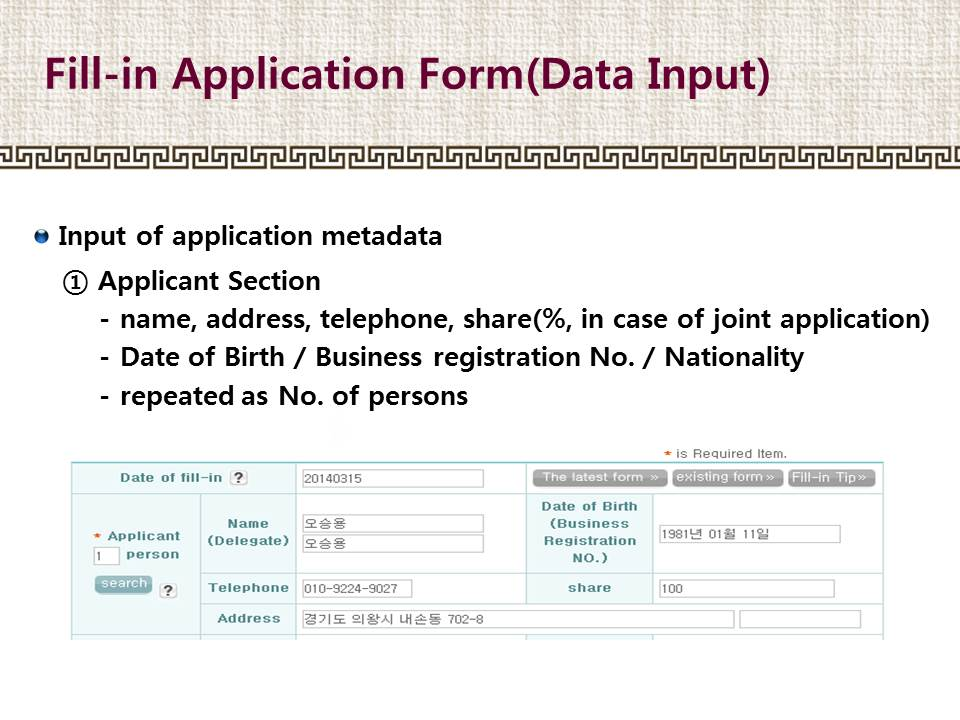 Fill-in Application Form(Data Input)
Input of application metadata
① Applicant Section
- name, address, telephone, share(%, in case of joint application)
- Date of Birth / Business registration No. / Nationality
- repeated as No. of persons
* is Required Item.
Date of fill-in ? 20140315 The latest form » existing form » Fill-in Tip »
* Applicant
1 person
search ?
Name
(Delegate)
오승용
오승용
Date of Birth
(Business
Registration
NO.)
1981년 01월 11일
Telephone 010-9224-9027 share 100
Address 경기도 의왕시 내손동 702-8